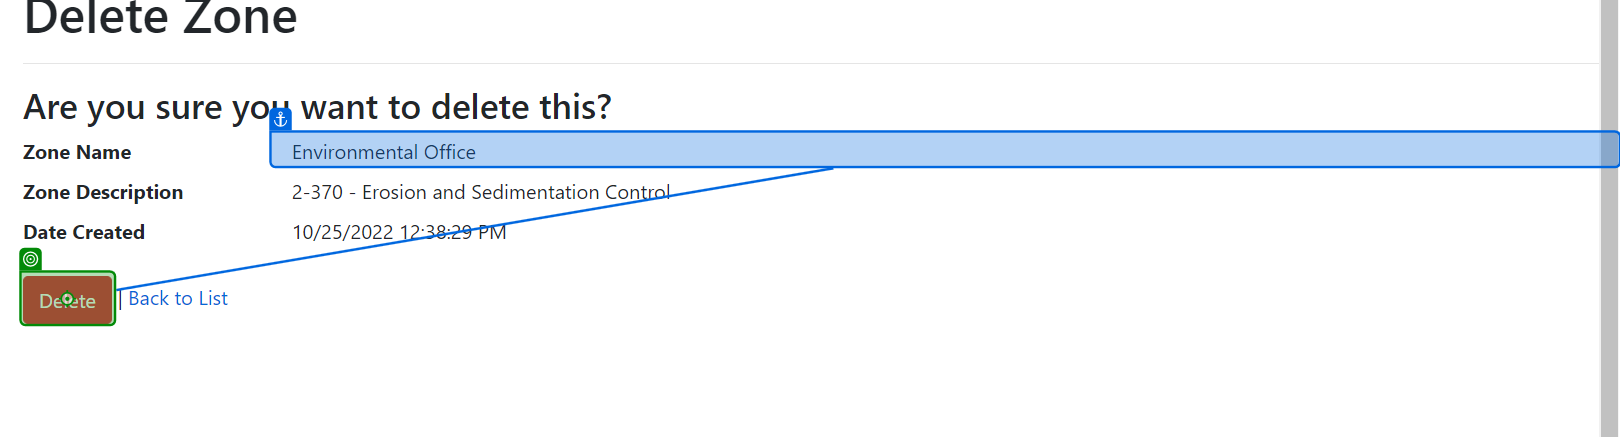 Delete Zone
Are you sure you want to delete this?
Zone Name Environmental Office
Zone Description 2-370 - Erosion and Sedimentation Control
Date Created 10/25/2022 12:38:29 PM
Delete | Back to List